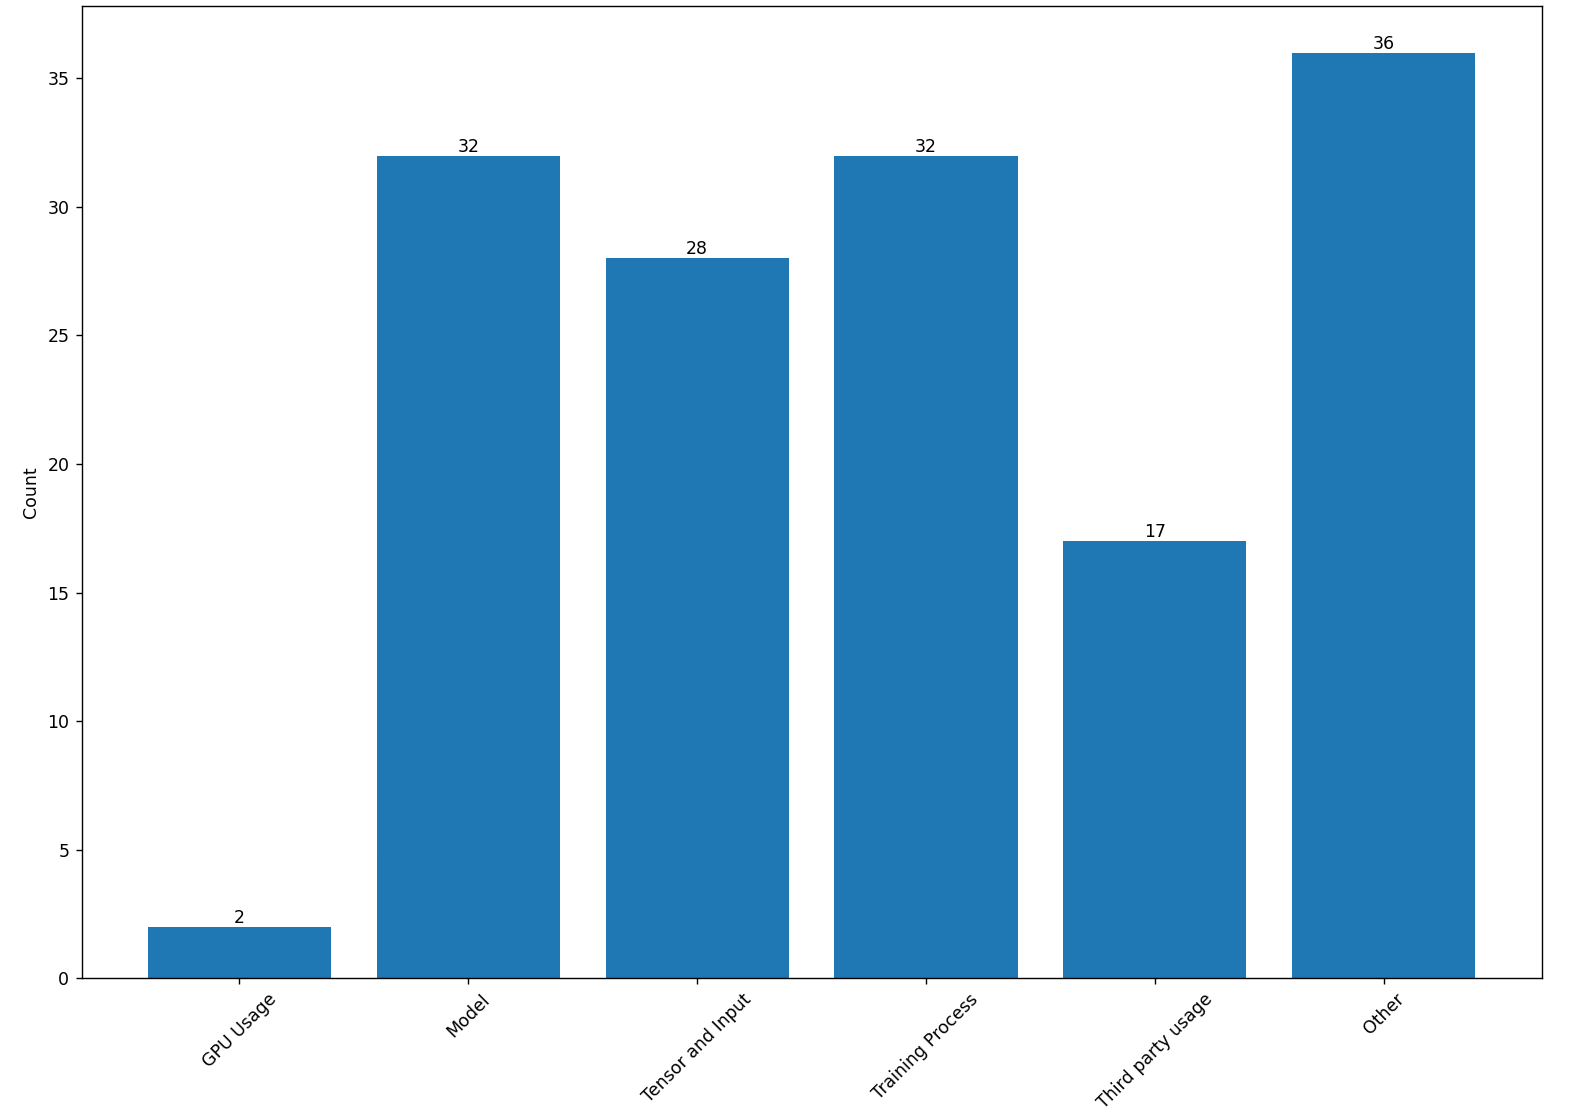 36
35
32
32
30
28
25
20
Count
17
15
10
5
2
0
GPU Usage
Model
Tensor and Input
Training Process
Third party usage
Other